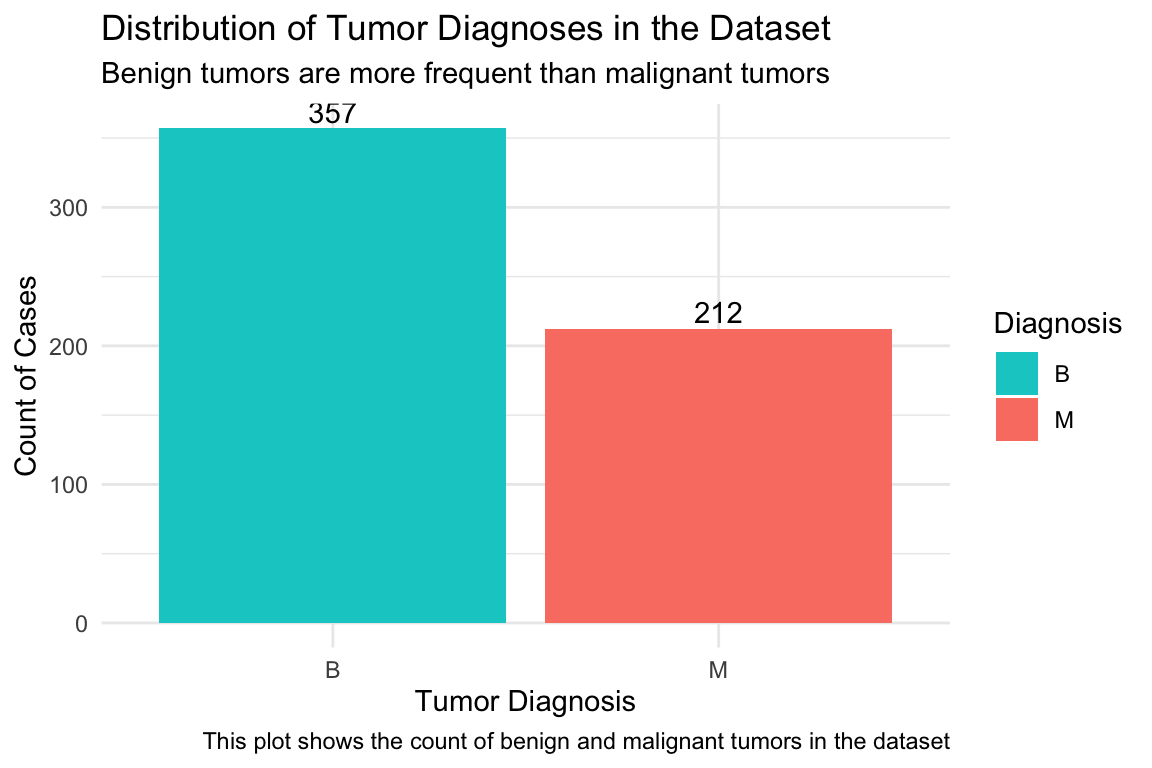 Distribution of Tumor Diagnoses in the Dataset
Benign tumors are more frequent than malignant tumors
357
212
300
200
100
0
Count of Cases
B
M
Tumor Diagnosis
Diagnosis
B
M
This plot shows the count of benign and malignant tumors in the dataset